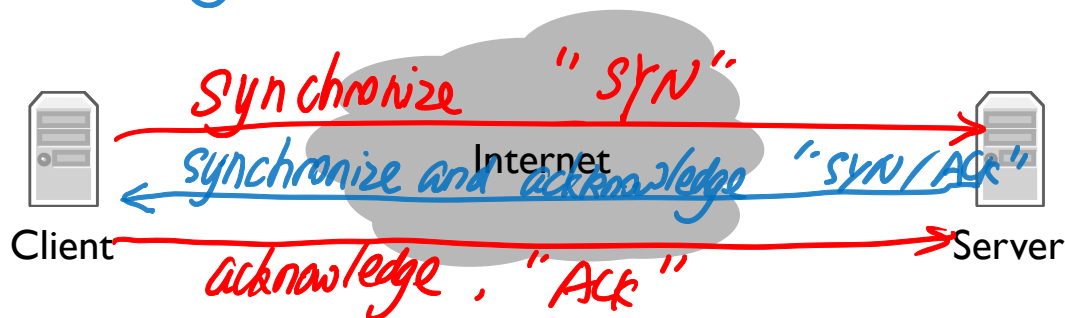 Synchronize "SYN"
Internet
synchronize and acknowledge "SYN/ACK"
Client
Server
acknowledge, "ACK"